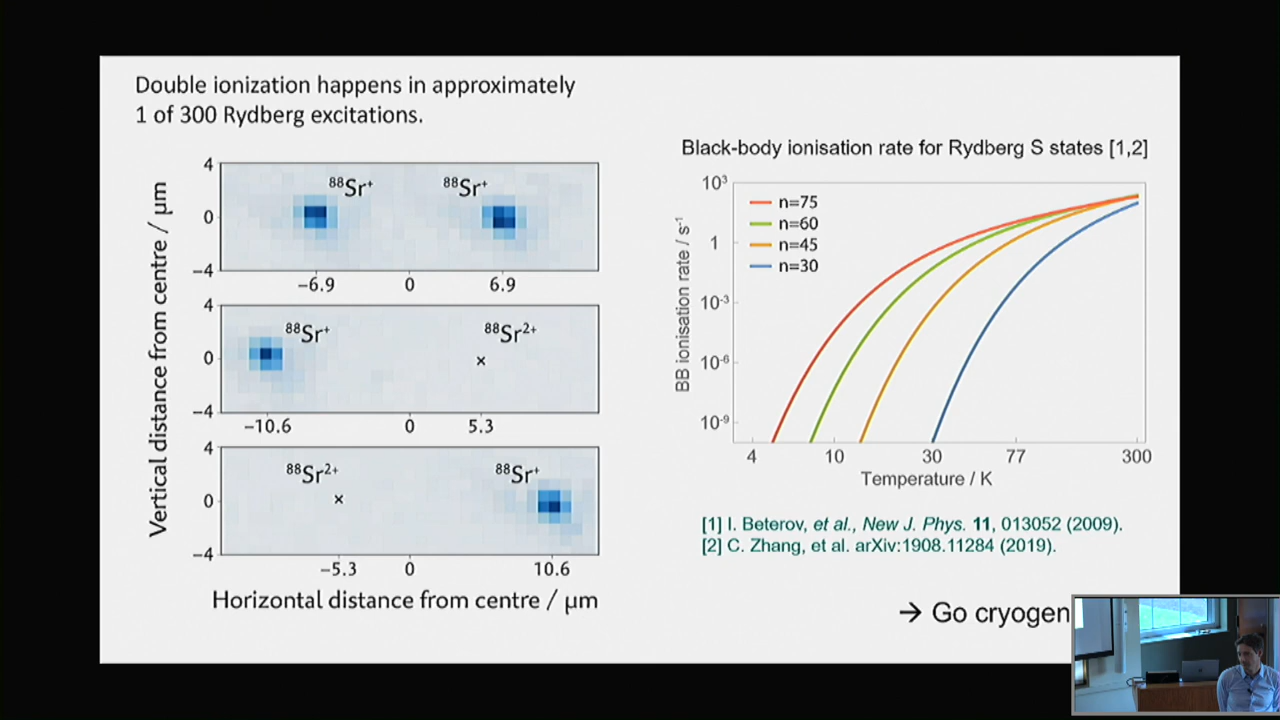 Double ionization happens in approximately
1 of 300 Rydberg excitations.
Vertical distance from centre / µm
4
0
−4
⁸⁸Sr⁺
⁸⁸Sr⁺
−6.9
0
6.9
4
0
−4
⁸⁸Sr⁺
⁸⁸Sr²⁺
×
−10.6
0
5.3
4
0
−4
⁸⁸Sr²⁺
⁸⁸Sr⁺
×
−5.3
0
10.6
Horizontal distance from centre / µm
Black-body ionisation rate for Rydberg S states [1,2]
BB ionisation rate / s⁻¹
10³
1
10⁻³
10⁻⁶
10⁻⁹
n=75
n=60
n=45
n=30
4
10
30
77
300
Temperature / K
[1] I. Beterov, et al., New J. Phys. 11, 013052 (2009).
[2] C. Zhang, et al. arXiv:1908.11284 (2019).
→ Go cryogen